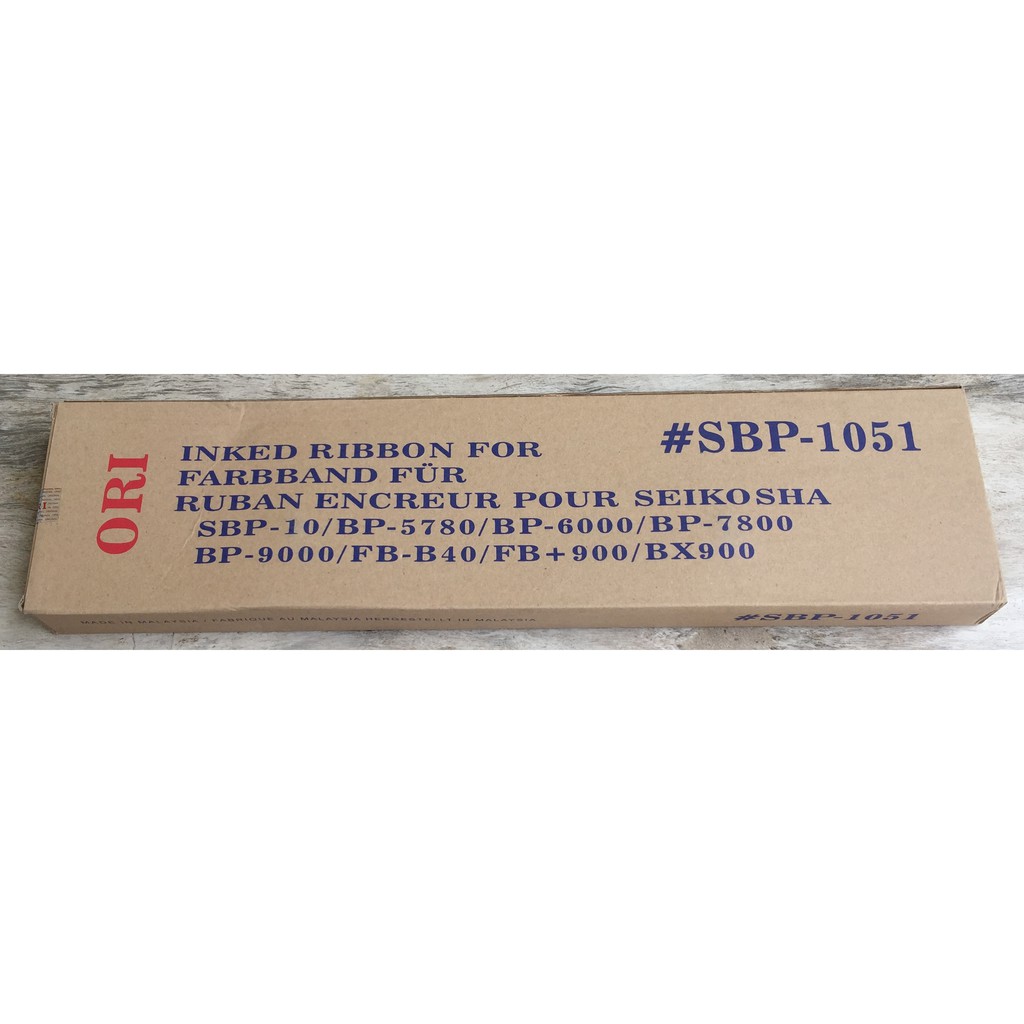 ORI
INKED RIBBON FOR
#SBP-1051
FARBBAND FÜR
RUBAN ENCREUR POUR SEIKOSHA
SBP-10/BP-5780/BP-6000/BP-7800
BP-9000/FB-B40/FB+900/BX900
MADE IN MALAYSIA / FABRIQUE AU MALAYSIA HERGESTELLT IN MALAYSIA
#SBP-1051